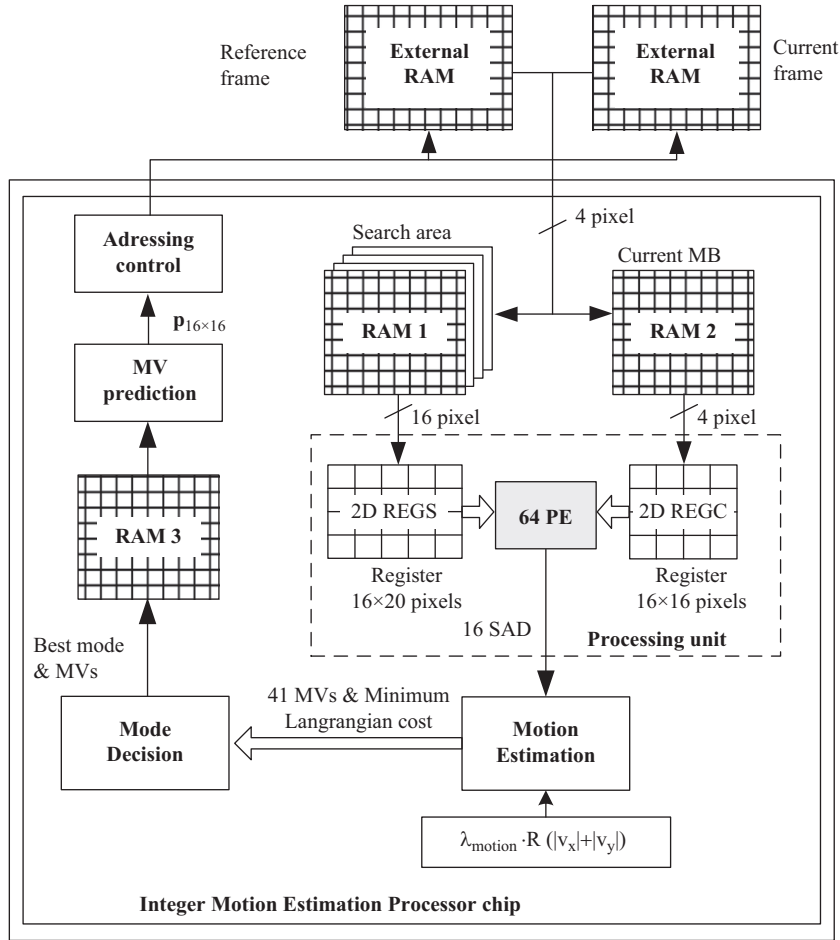 Reference
frame
External
RAM
External
RAM
Current
frame
Adressing
control
4 pixel
Search area
Current MB
p16×16
RAM 1
RAM 2
MV
prediction
16 pixel
4 pixel
RAM 3
2D REGS
64 PE
2D REGC
Register
16×20 pixels
Register
16×16 pixels
16 SAD
Processing unit
Best mode
& MVs
41 MVs & Minimum
Langrangian cost
Mode
Decision
Motion
Estimation
λmotion ·R (|vx|+|vy|)
Integer Motion Estimation Processor chip